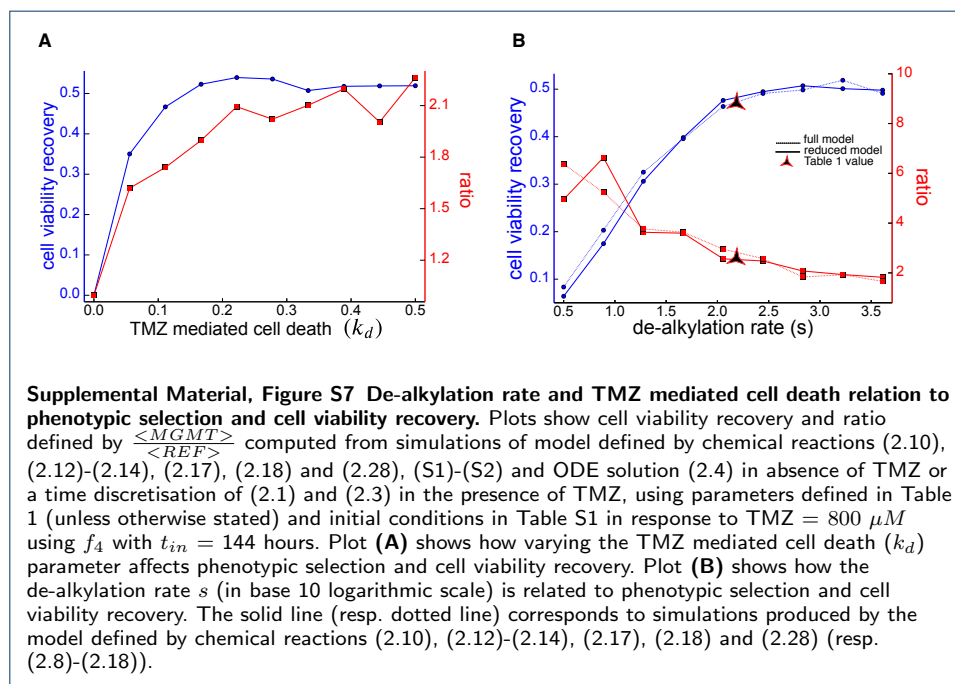 A
B
cell viability recovery
0.5
0.4
0.3
0.2
0.1
0.0
2.1
1.8
1.5
1.2
ratio
0.0 0.1 0.2 0.3 0.4 0.5
TMZ mediated cell death (k_d)
cell viability recovery
0.5
0.4
0.3
0.2
0.1
full model
reduced model
Table 1 value
10
8
6
4
2
ratio
0.5 1.0 1.5 2.0 2.5 3.0 3.5
de-alkylation rate (s)
Supplemental Material, Figure S7 De-alkylation rate and TMZ mediated cell death relation to
phenotypic selection and cell viability recovery. Plots show cell viability recovery and ratio
defined by <MGMT>/<REF> computed from simulations of model defined by chemical reactions (2.10),
(2.12)-(2.14), (2.17), (2.18) and (2.28), (S1)-(S2) and ODE solution (2.4) in absence of TMZ or
a time discretisation of (2.1) and (2.3) in the presence of TMZ, using parameters defined in Table
1 (unless otherwise stated) and initial conditions in Table S1 in response to TMZ = 800 μM
using f_4 with t_in = 144 hours. Plot (A) shows how varying the TMZ mediated cell death (k_d)
parameter affects phenotypic selection and cell viability recovery. Plot (B) shows how the
de-alkylation rate s (in base 10 logarithmic scale) is related to phenotypic selection and cell
viability recovery. The solid line (resp. dotted line) corresponds to simulations produced by the
model defined by chemical reactions (2.10), (2.12)-(2.14), (2.17), (2.18) and (2.28) (resp.
(2.8)-(2.18)).